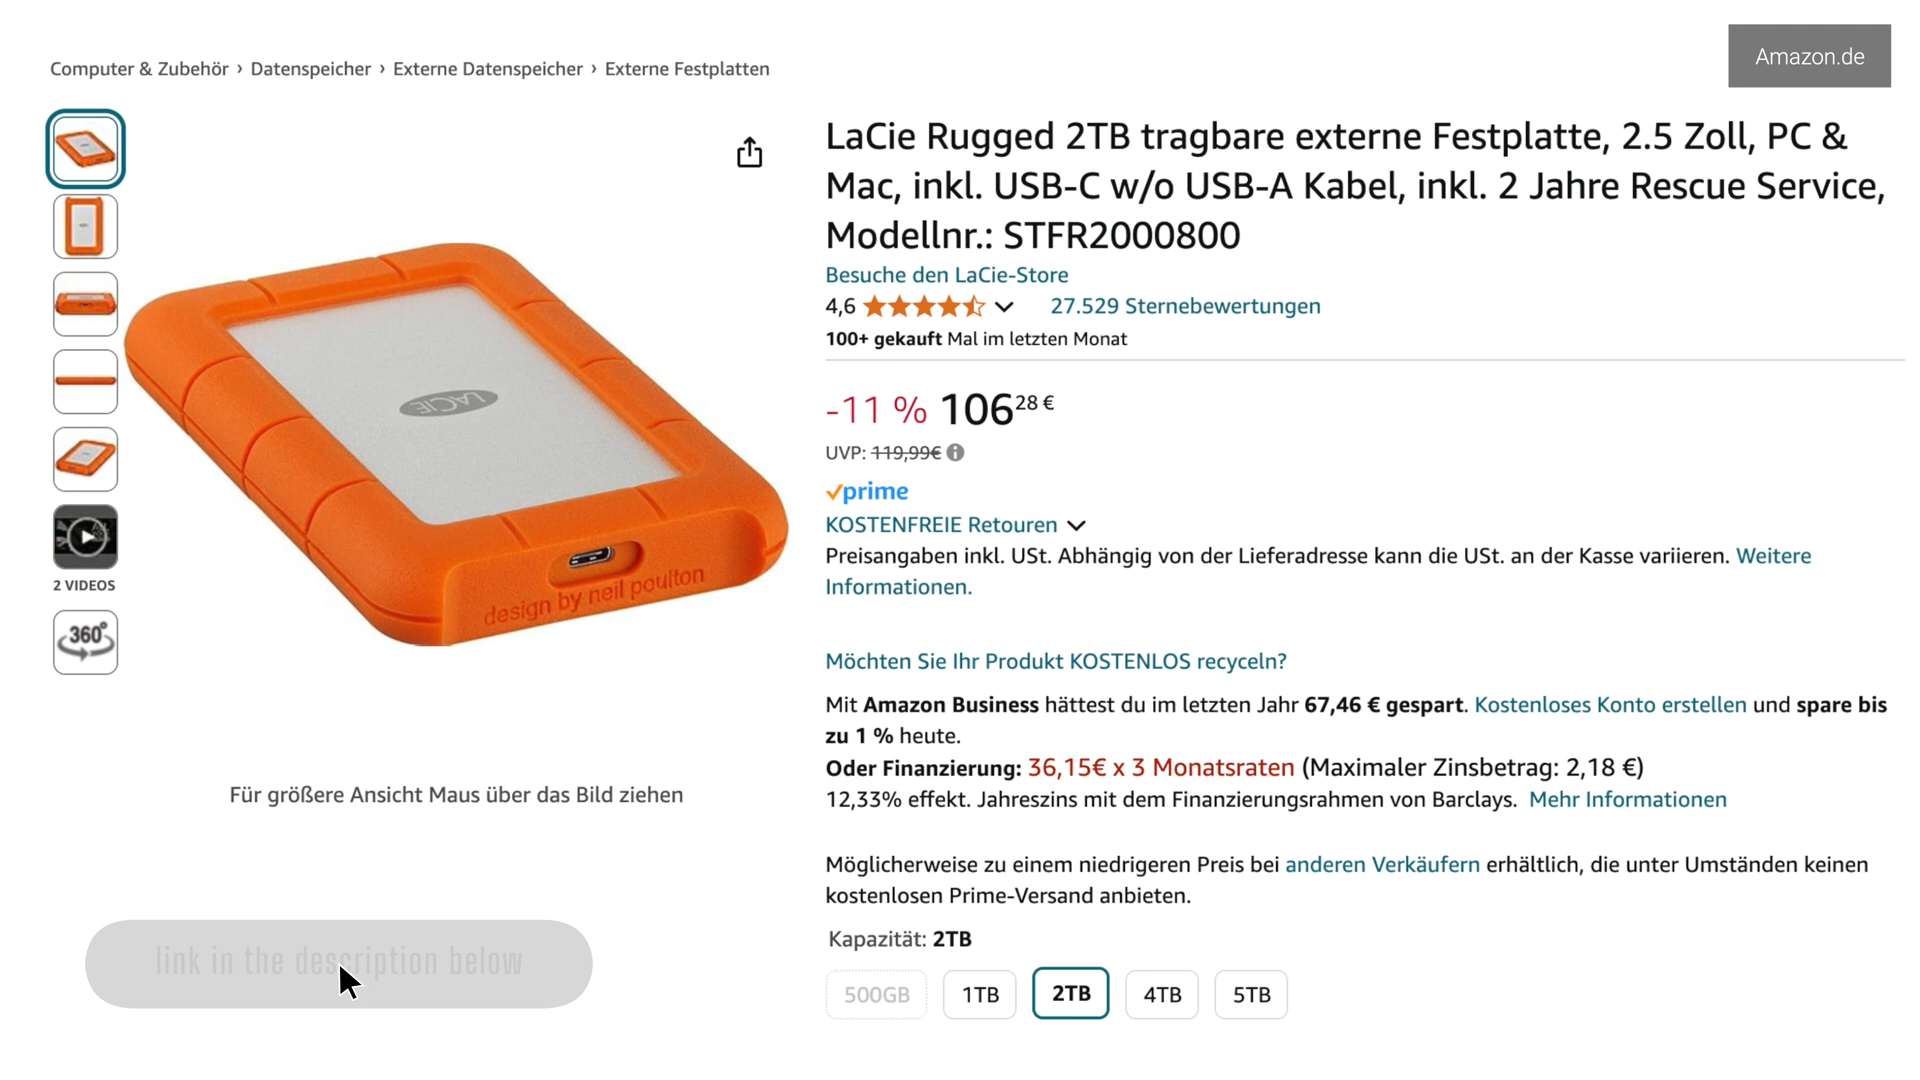 Amazon.de
Computer & Zubehör › Datenspeicher › Externe Datenspeicher › Externe Festplatten
LaCie Rugged 2TB tragbare externe Festplatte, 2.5 Zoll, PC &
Mac, inkl. USB-C w/o USB-A Kabel, inkl. 2 Jahre Rescue Service,
Modellnr.: STFR2000800
Besuche den LaCie-Store
4,6 27.529 Sternebewertungen
100+ gekauft Mal im letzten Monat
-11 % 106 28 €
UVP: 119,99€
prime
KOSTENFREIE Retouren
Preisangaben inkl. USt. Abhängig von der Lieferadresse kann die USt. an der Kasse variieren. Weitere
Informationen.
Möchten Sie Ihr Produkt KOSTENLOS recyceln?
Mit Amazon Business hättest du im letzten Jahr 67,46 € gespart. Kostenloses Konto erstellen und spare bis
zu 1 % heute.
Oder Finanzierung: 36,15€ x 3 Monatsraten (Maximaler Zinsbetrag: 2,18 €)
12,33% effekt. Jahreszins mit dem Finanzierungsrahmen von Barclays. Mehr Informationen
Möglicherweise zu einem niedrigeren Preis bei anderen Verkäufern erhältlich, die unter Umständen keinen
kostenlosen Prime-Versand anbieten.
Kapazität: 2TB
500GB 1TB 2TB 4TB 5TB
LACIE
design by neil poulton
2 VIDEOS
360°
Für größere Ansicht Maus über das Bild ziehen
link in the description below